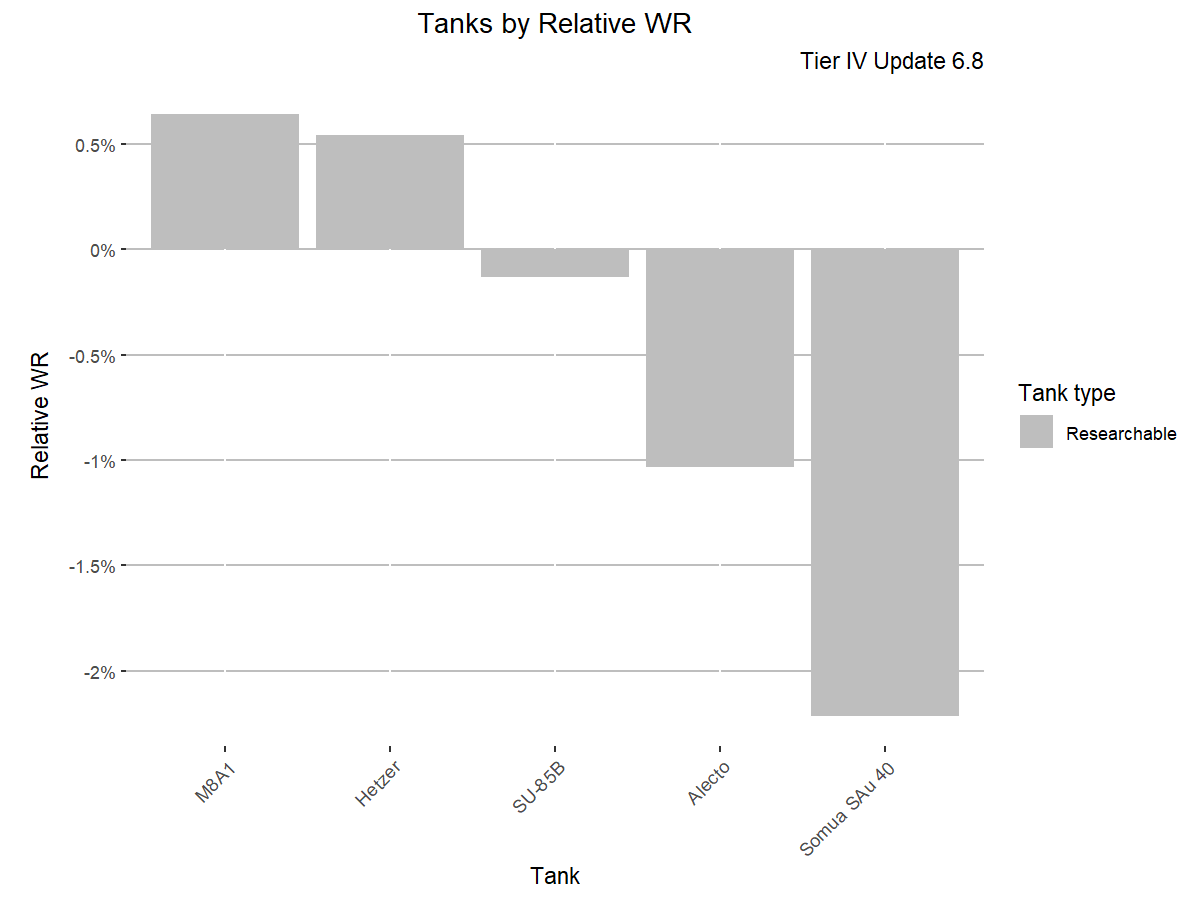 Tanks by Relative WR
Tier IV Update 6.8
0.5%
0%
-0.5%
-1%
-1.5%
-2%
Relative WR
M8A1
Hetzer
SU-85B
Alecto
Somua SAu 40
Tank
Tank type
Researchable